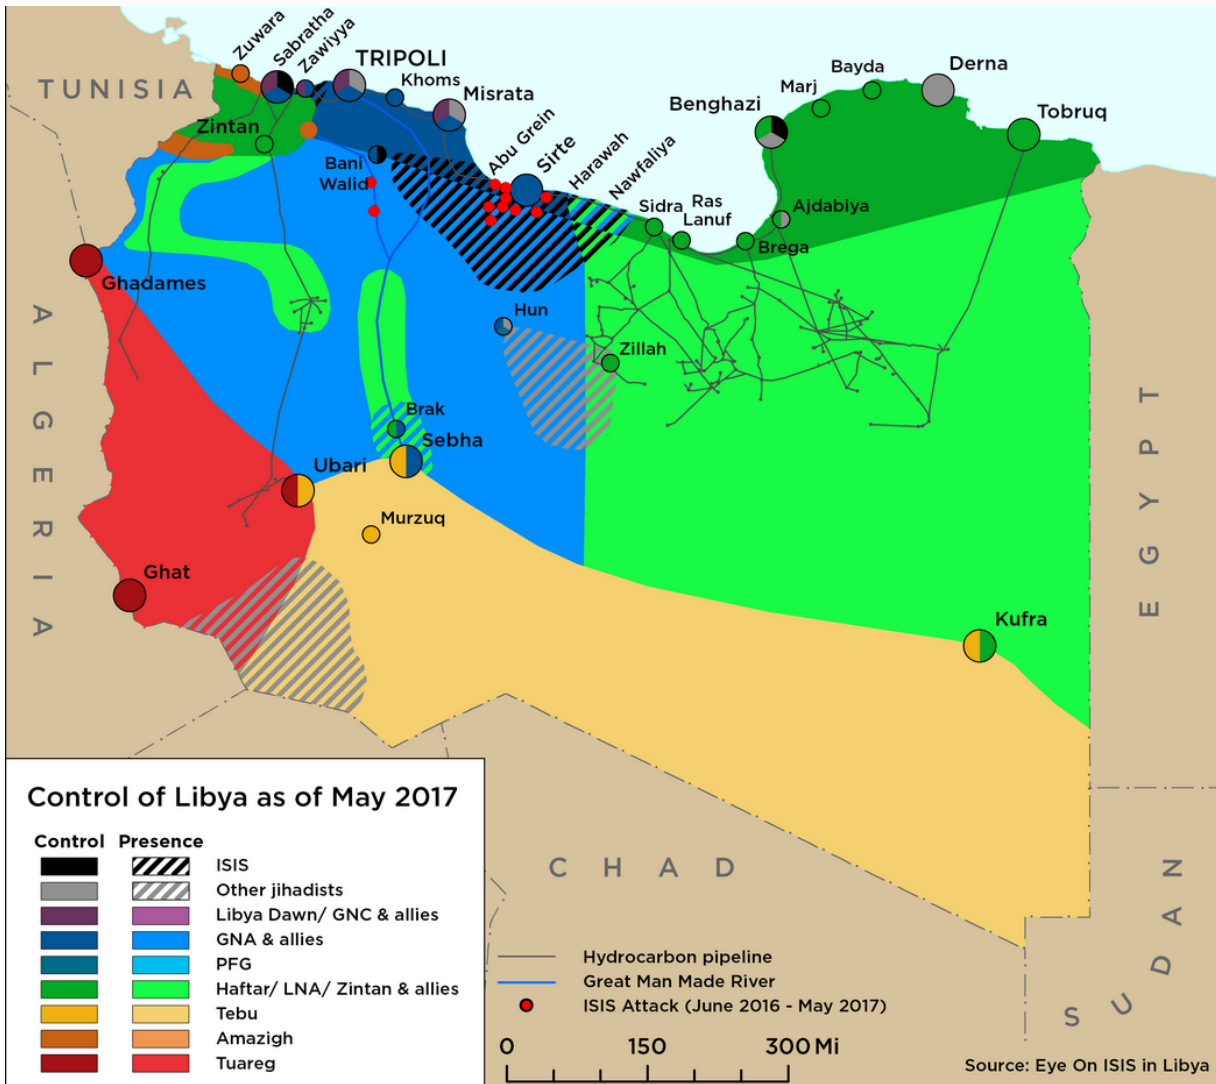 Zuwara
Sabratha
Zawiyya
TRIPOLI
Khoms
Misrata
TUNISIA
Zintan
Bani
Walid
Abu Grein
Sirte
Harawah
Nawfaliya
Sidra
Ras
Lanuf
Brega
Ajdabiya
Benghazi
Marj
Bayda
Derna
Tobruq
Ghadames
Hun
Zillah
Brak
Sebha
Ubari
Murzuq
Ghat
Kufra
ALGERIA
EGYPT
CHAD
SUDAN
Control of Libya as of May 2017
Control Presence
ISIS
Other jihadists
Libya Dawn/ GNC & allies
GNA & allies
PFG
Haftar/ LNA/ Zintan & allies
Tebu
Amazigh
Tuareg
Hydrocarbon pipeline
Great Man Made River
ISIS Attack (June 2016 - May 2017)
0 150 300 Mi
Source: Eye On ISIS in Libya